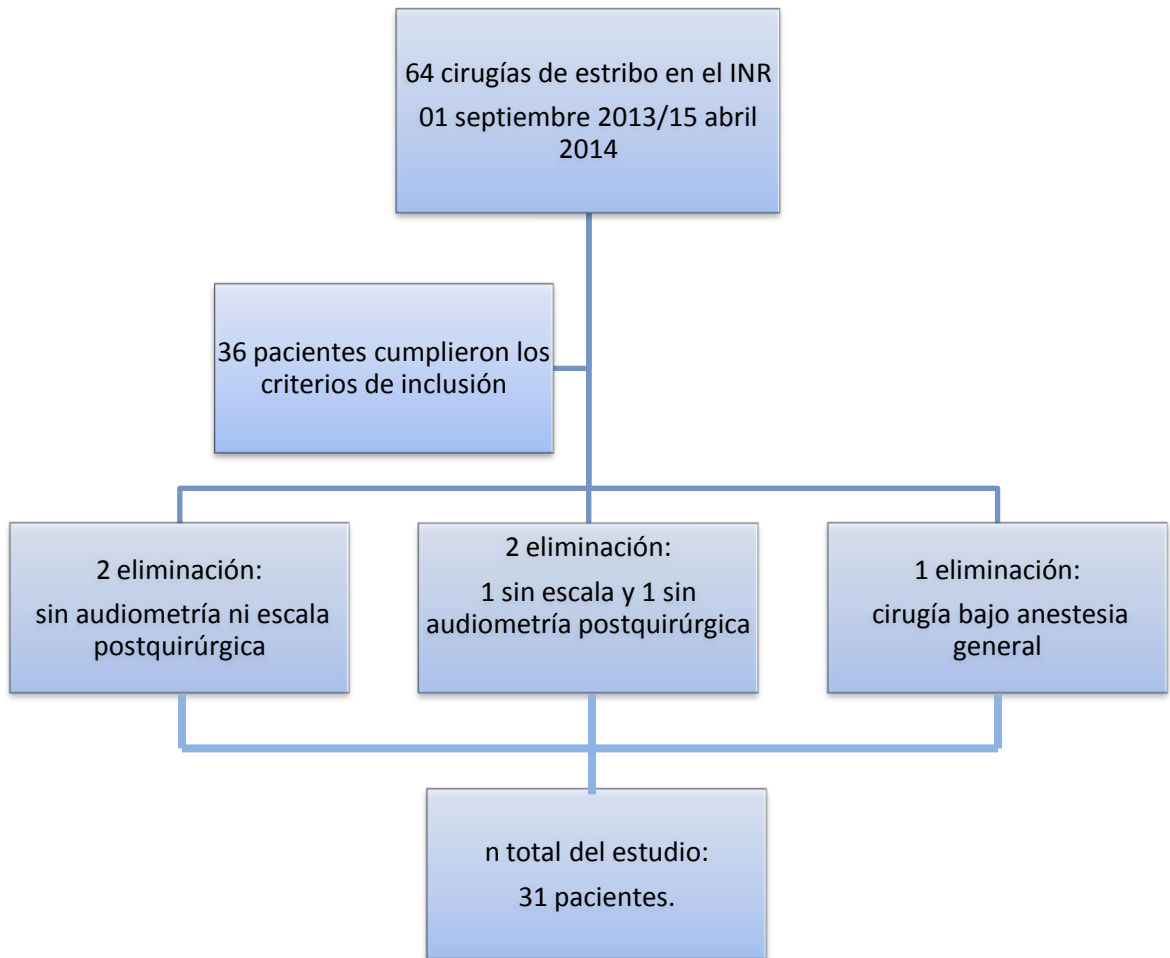 64 cirugías de estribo en el INR
01 septiembre 2013/15 abril
2014
36 pacientes cumplieron los
criterios de inclusión
2 eliminación:
sin audiometría ni escala
postquirúrgica
2 eliminación:
1 sin escala y 1 sin
audiometría postquirúrgica
1 eliminación:
cirugía bajo anestesia
general
n total del estudio:
31 pacientes.